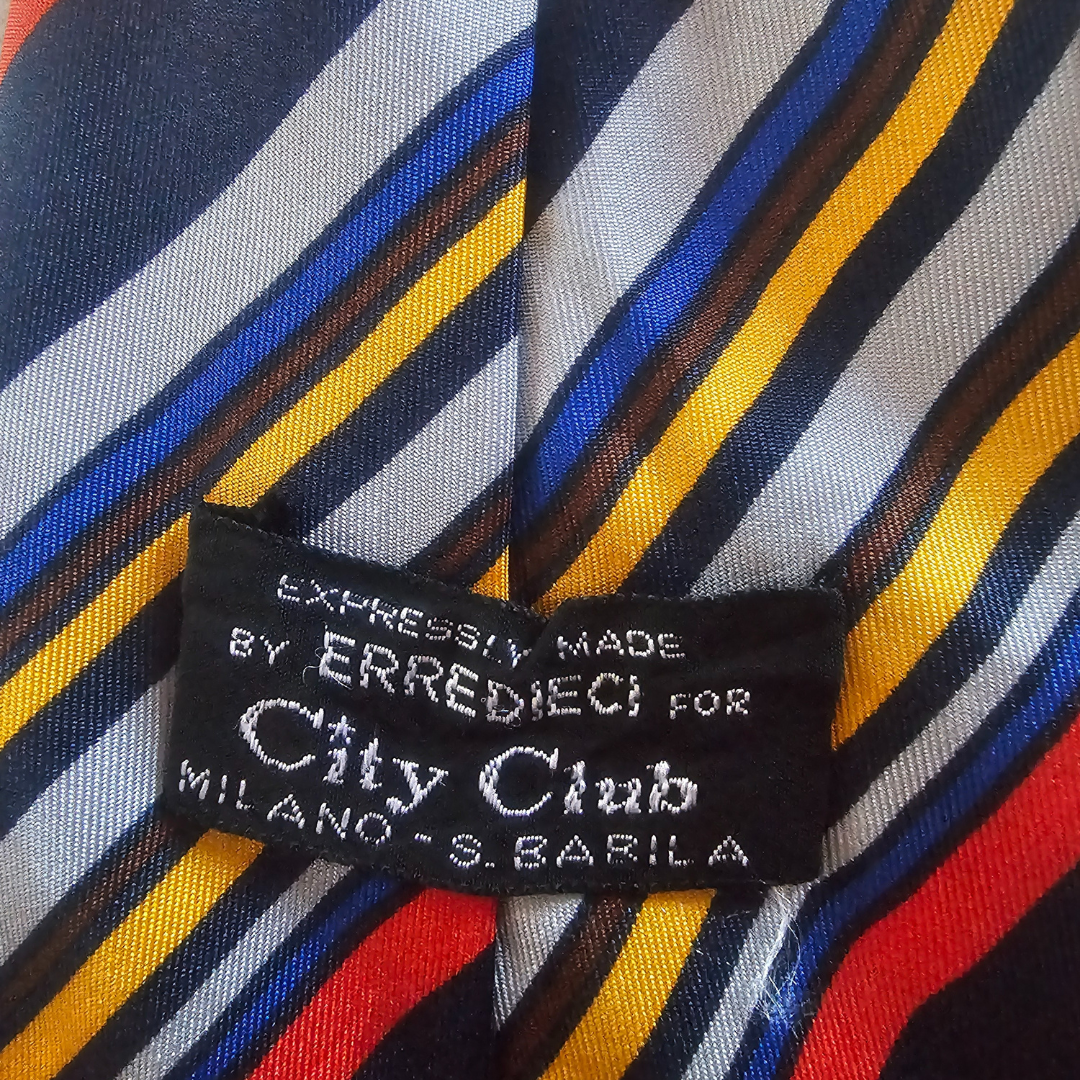 EXPRESSLY MADE
BY ERREDIECI FOR
City Club
MILANO - S. BABILA